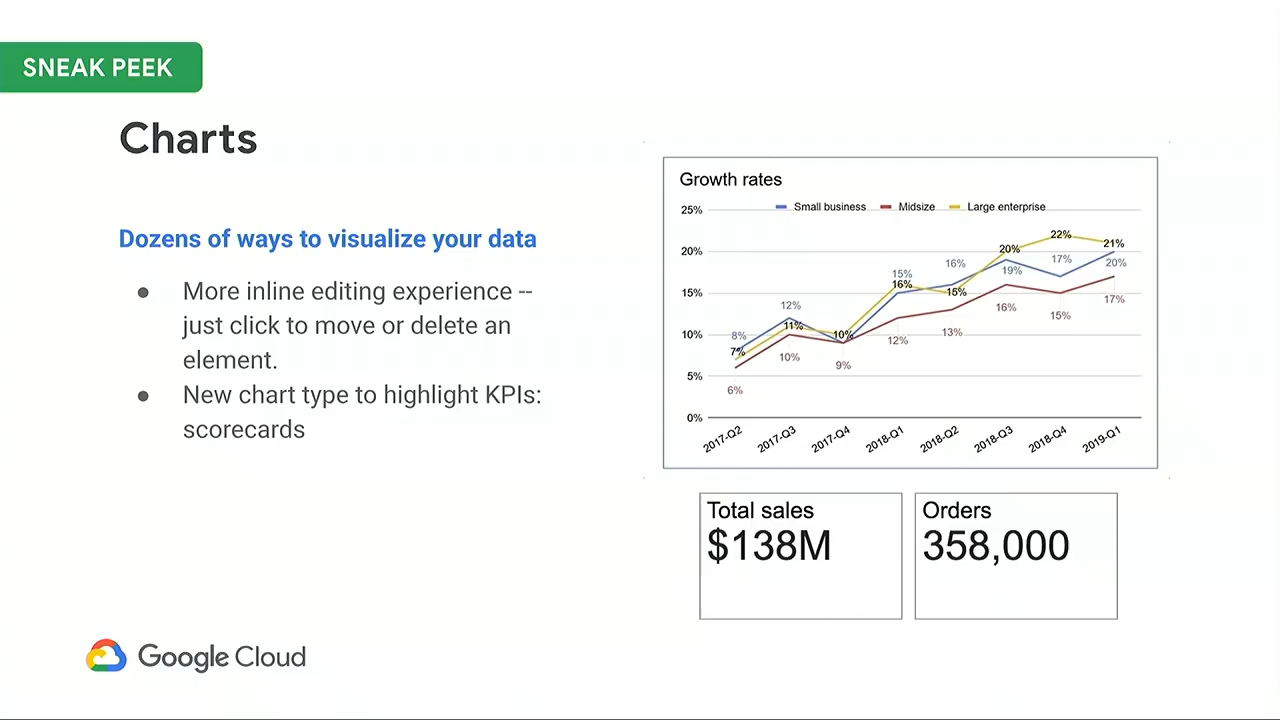 SNEAK PEEK
Charts
Dozens of ways to visualize your data
● More inline editing experience --
just click to move or delete an
element.
● New chart type to highlight KPIs:
scorecards
Growth rates
Small business Midsize Large enterprise
25%
20%
15%
10%
5%
0%
8% 12% 15% 16% 19% 17% 20%
7% 11% 10% 16% 15% 20% 22% 21%
6% 10% 9% 12% 13% 16% 15% 17%
2017-Q2 2017-Q3 2017-Q4 2018-Q1 2018-Q2 2018-Q3 2018-Q4 2019-Q1
Total sales
$138M
Orders
358,000
Google Cloud